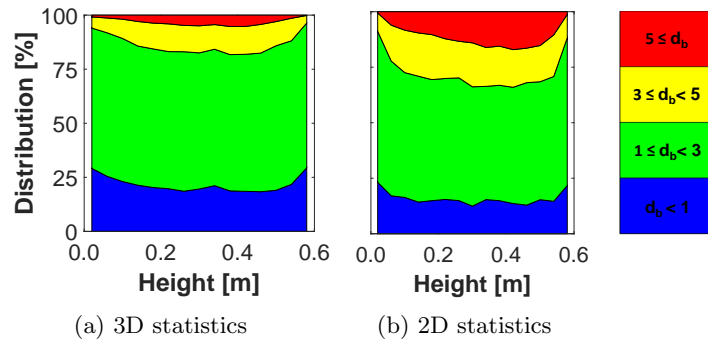 Distribution [%]
100
75
50
25
0
0.0 0.2 0.4 0.6
Height [m]
(a) 3D statistics
0.0 0.2 0.4 0.6
Height [m]
(b) 2D statistics
5 ≤ d_b
3 ≤ d_b < 5
1 ≤ d_b < 3
d_b < 1